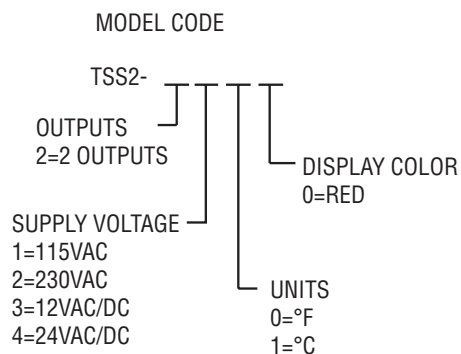 MODEL CODE
TSS2-
OUTPUTS
2=2 OUTPUTS
DISPLAY COLOR
0=RED
SUPPLY VOLTAGE
1=115VAC
2=230VAC
3=12VAC/DC
4=24VAC/DC
UNITS
0=°F
1=°C